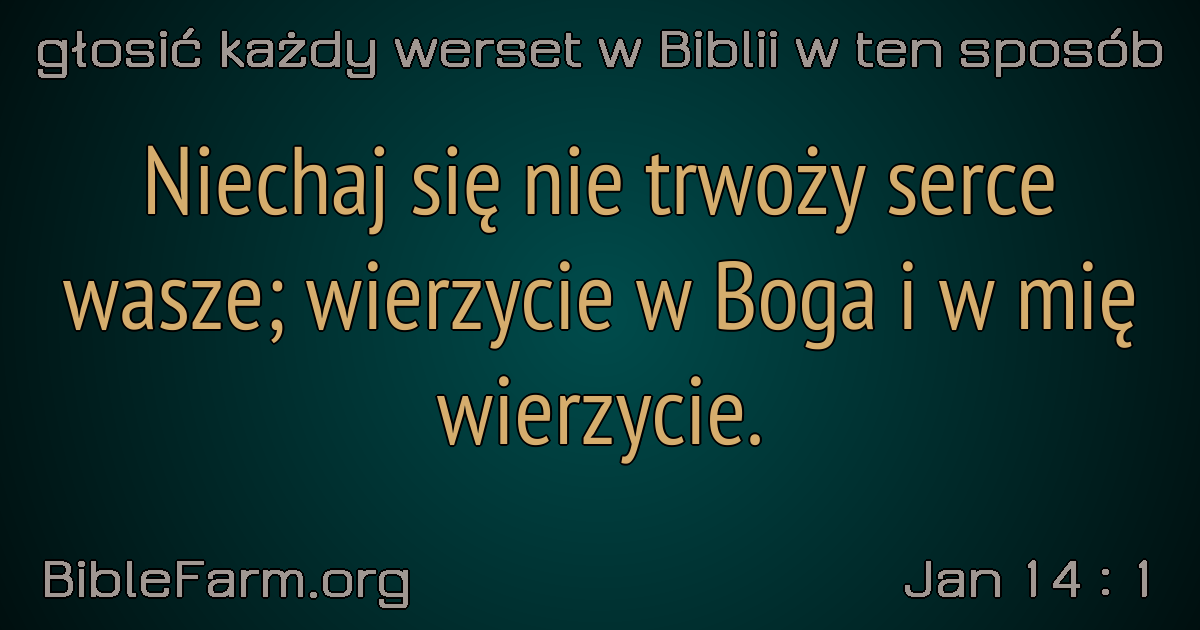 głosić każdy werset w Biblii w ten sposób
Niechaj się nie trwoży serce
wasze; wierzycie w Boga i w mię
wierzycie.
BibleFarm.org
Jan 14 : 1